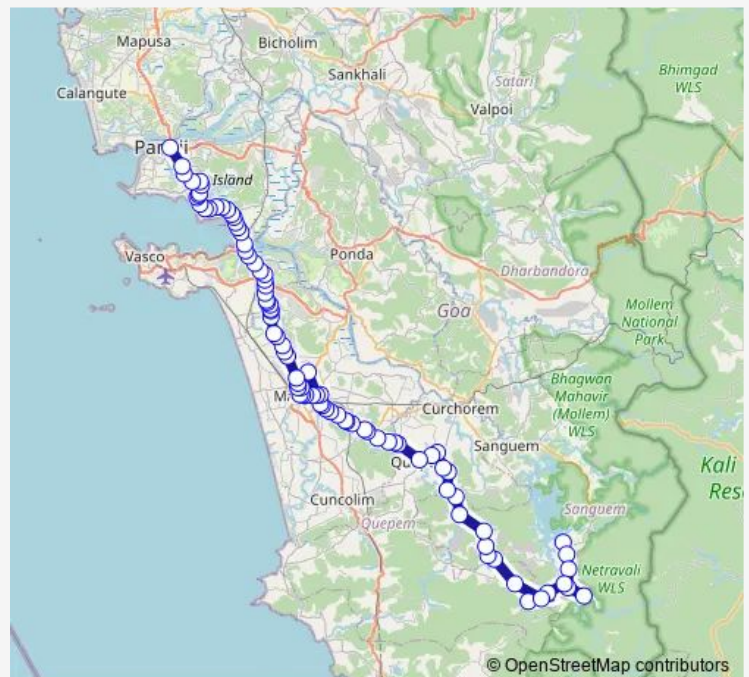 Mapusa
Bicholim
Sankhali
Bhimgad
WLS
Satari
Calangute
Valpoi
Island
Vasco
Ponda
Dharbandora
Goa
Mollem
National
Park
Bhagwan
Mahavir
(Mollem)
WLS
Curchorem
Sanguem
Kali
Cuncolim
Quepem
Sanguem
Netravali
WLS
© OpenStreetMap contributors